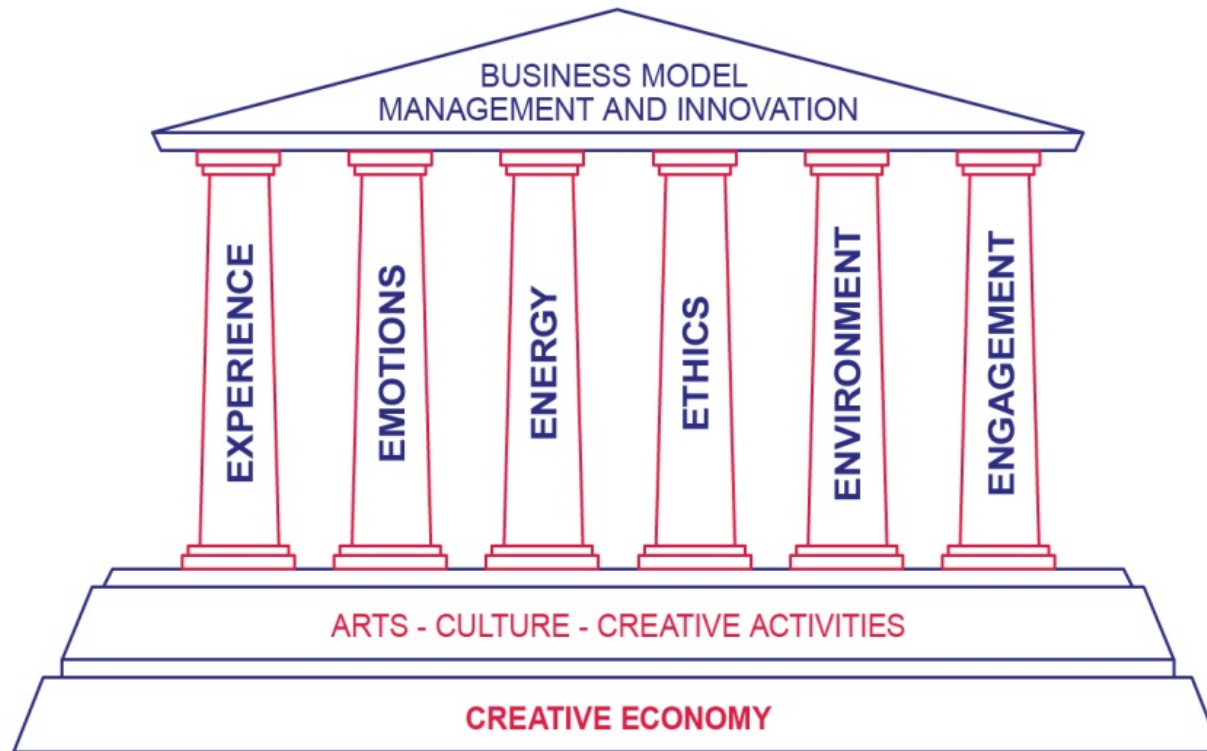 BUSINESS MODEL
MANAGEMENT AND INNOVATION
EXPERIENCE
EMOTIONS
ENERGY
ETHICS
ENVIRONMENT
ENGAGEMENT
ARTS - CULTURE - CREATIVE ACTIVITIES
CREATIVE ECONOMY